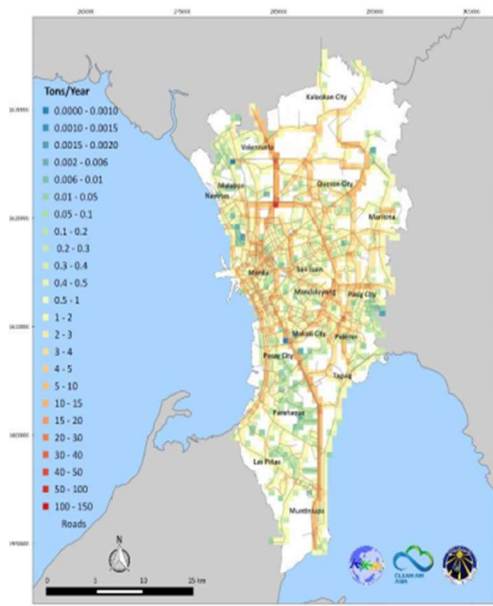 265000 275000 285000 295000 305000
Tons/Year
0.0000 - 0.0010
0.0010 - 0.0015
0.0015 - 0.0020
0.002 - 0.006
0.006 - 0.01
0.01 - 0.05
0.05 - 0.1
0.1 - 0.2
0.2 - 0.3
0.3 - 0.4
0.4 - 0.5
0.5 - 1
1 - 2
2 - 3
3 - 4
4 - 5
5 - 10
10 - 15
15 - 20
20 - 30
30 - 40
40 - 50
50 - 100
100 - 150
Roads
Kalookan City
Valenzuela
Malabon
Quezon City
Navotas
Marikina
Manila
San Juan
Mandaluyong
Pasig City
Makati City
Pateros
Pasay City
Taguig
Parañaque
Las Piñas
Muntinlupa
N
0 5 10 25 km
CLEAN AIR
ASIA